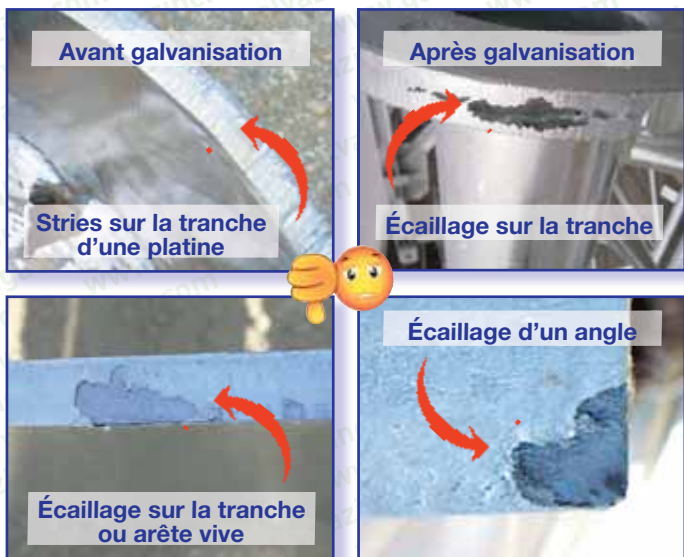 Avant galvanisation
Stries sur la tranche
d'une platine
Après galvanisation
Écaillage sur la tranche
Écaillage sur la tranche
ou arête vive
Écaillage d'un angle